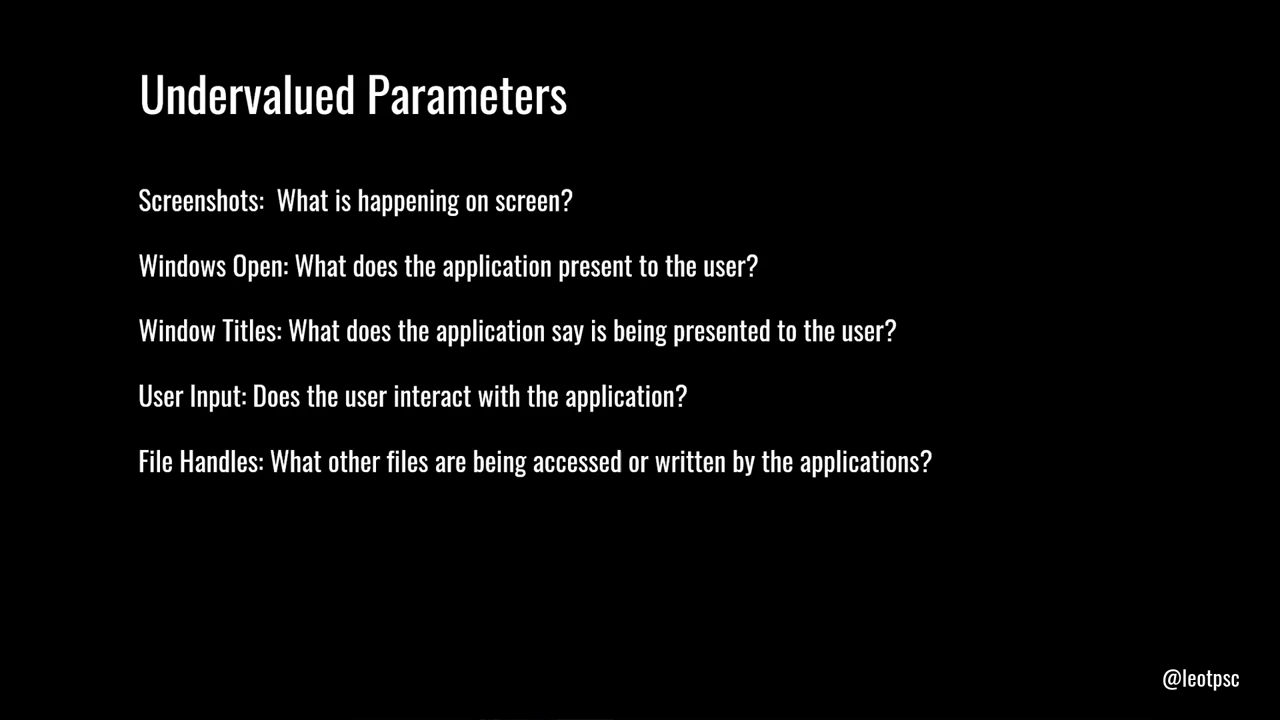 Undervalued Parameters
Screenshots:  What is happening on screen?
Windows Open: What does the application present to the user?
Window Titles: What does the application say is being presented to the user?
User Input: Does the user interact with the application?
File Handles: What other files are being accessed or written by the applications?
@leotpsc